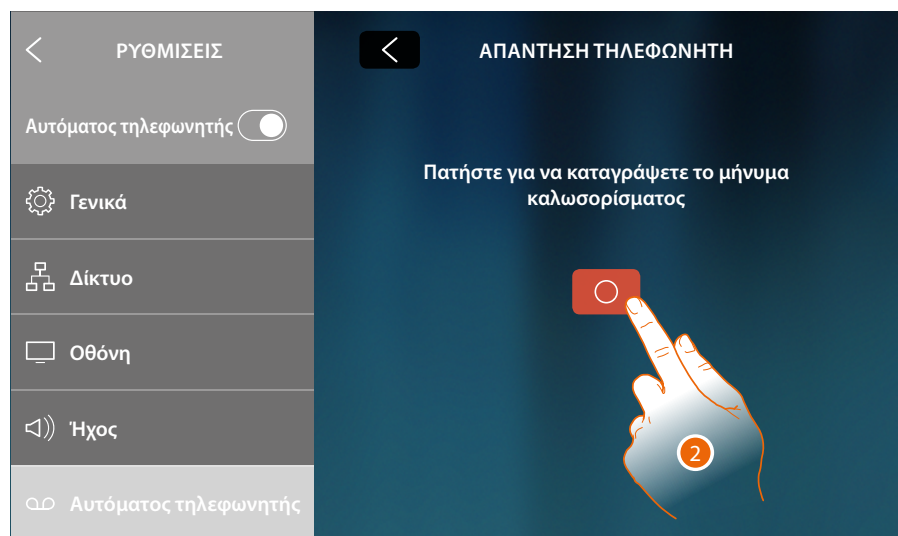 ΡΥΘΜΙΣΕΙΣ
Αυτόματος τηλεφωνητής
Γενικά
Δίκτυο
Οθόνη
Ήχος
Αυτόματος τηλεφωνητής
ΑΠΑΝΤΗΣΗ ΤΗΛΕΦΩΝΗΤΗ
Πατήστε για να καταγράψετε το μήνυμα
καλωσορίσματος
2